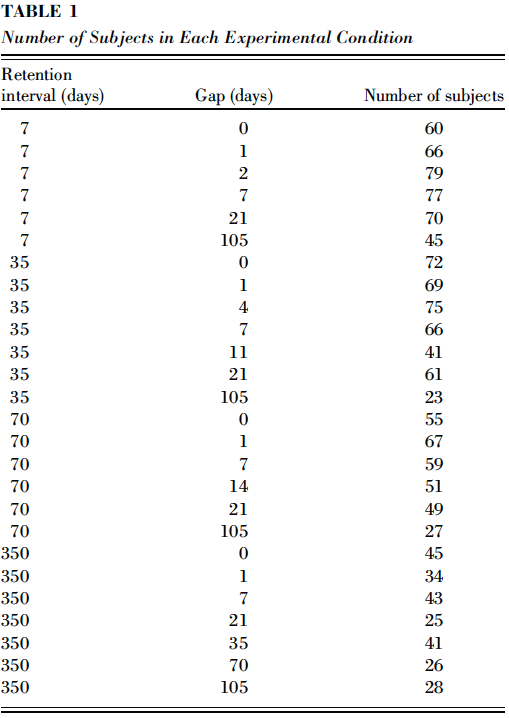 TABLE 1
Number of Subjects in Each Experimental Condition
Retention
interval (days) Gap (days) Number of subjects
7 0 60
7 1 66
7 2 79
7 7 77
7 21 70
7 105 45
35 0 72
35 1 69
35 4 75
35 7 66
35 11 41
35 21 61
35 105 23
70 0 55
70 1 67
70 7 59
70 14 51
70 21 49
70 105 27
350 0 45
350 1 34
350 7 43
350 21 25
350 35 41
350 70 26
350 105 28